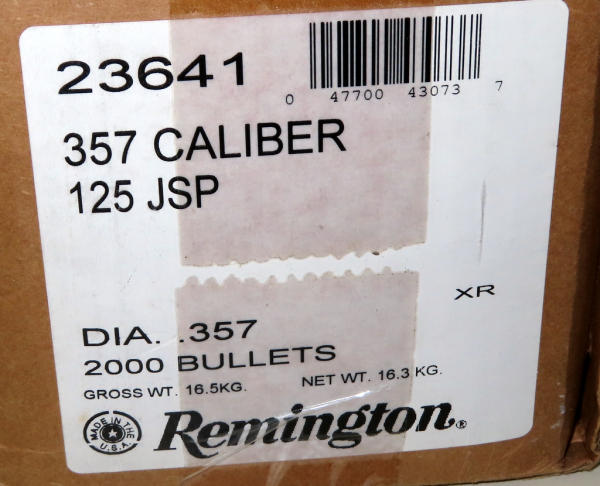 23641
0 47700 43073 7
357 CALIBER
125 JSP
XR
DIA. .357
2000 BULLETS
GROSS WT. 16.5KG. NET WT. 16.3 KG.
MADE IN THE U.S.A.
Remington®